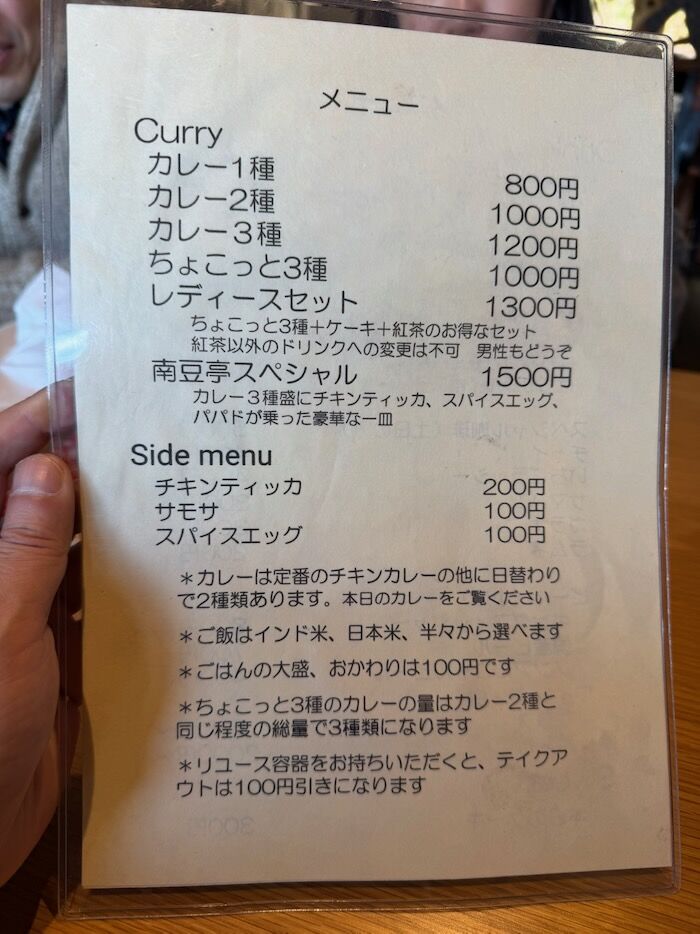 メニュー
Curry
カレー1種 800円
カレー2種 1000円
カレー３種 1200円
ちょこっと3種 1000円
レディースセット 1300円
ちょこっと3種＋ケーキ＋紅茶のお得なセット
紅茶以外のドリンクへの変更は不可　男性もどうぞ
南豆亭スペシャル 1500円
カレー３種盛にチキンティッカ、スパイスエッグ、
パパドが乗った豪華な一皿
Side menu
チキンティッカ 200円
サモサ 100円
スパイスエッグ 100円
＊カレーは定番のチキンカレーの他に日替わり
で2種類あります。本日のカレーをご覧ください
＊ご飯はインド米、日本米、半々から選べます
＊ごはんの大盛、おかわりは100円です
＊ちょこっと3種のカレーの量はカレー2種と
同じ程度の総量で3種類になります
＊リユース容器をお持ちいただくと、テイクア
ウトは100円引きになります